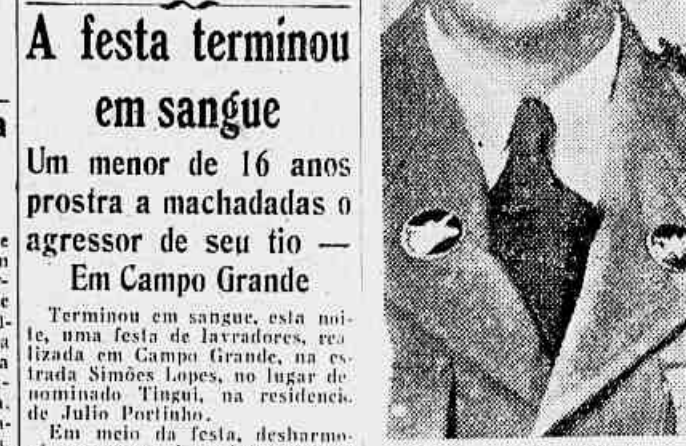 A festa terminou
em sangue
Um menor de 16 anos
prostra a machadadas o
agressor de seu tio —
Em Campo Grande
Terminou em sangue, esta noi-
te, uma festa de lavradores, rea
lizada em Campo Grande, na es-
trada Simões Lopes, no lugar de
nominado Tinguí, na residencia
de Julio Portinho.
Em meio da festa, desharmo-